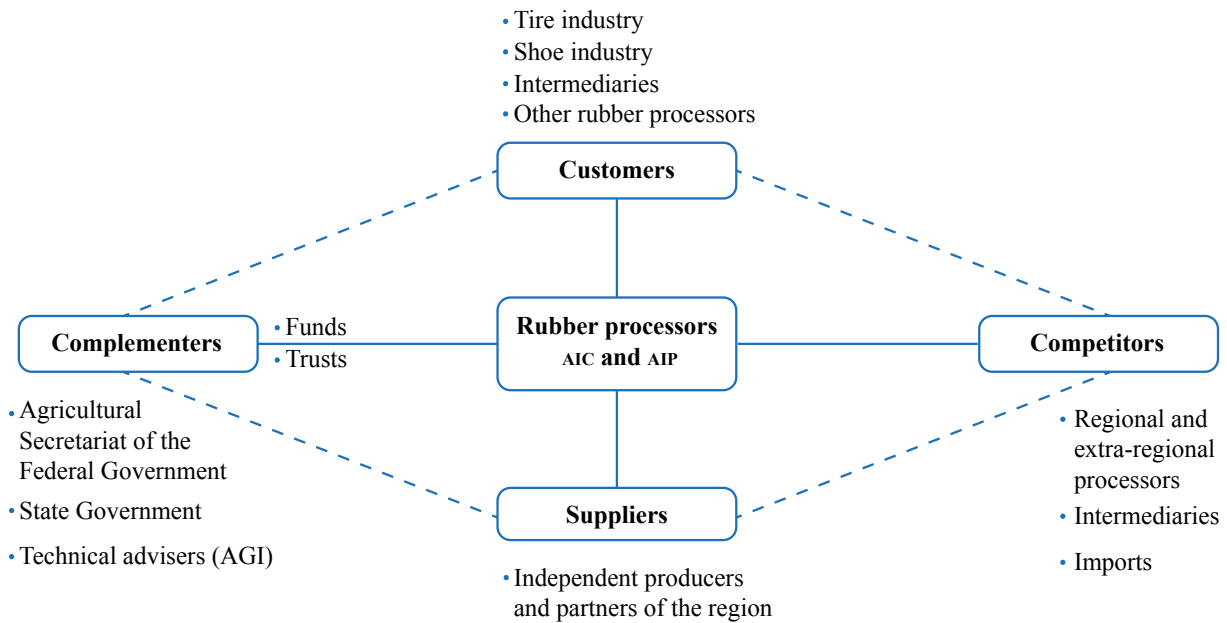 • Tire industry
• Shoe industry
• Intermediaries
• Other rubber processors
Customers
Complementers
• Funds
• Trusts
Rubber processors
AIC and AIP
Competitors
• Agricultural
Secretariat of the
Federal Government
• State Government
• Technical advisers (AGI)
• Regional and
extra-regional
processors
• Intermediaries
• Imports
Suppliers
• Independent producers
and partners of the region